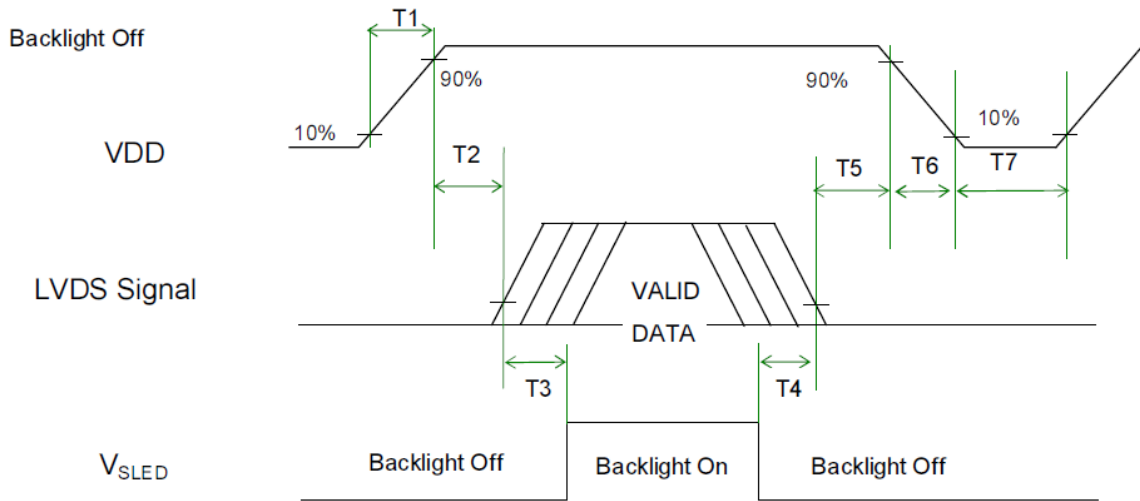 T1
Backlight Off
90%
90%
10%
10%
VDD
T2
T5
T6
T7
LVDS Signal
VALID
DATA
T3
T4
VSLED
Backlight Off
Backlight On
Backlight Off